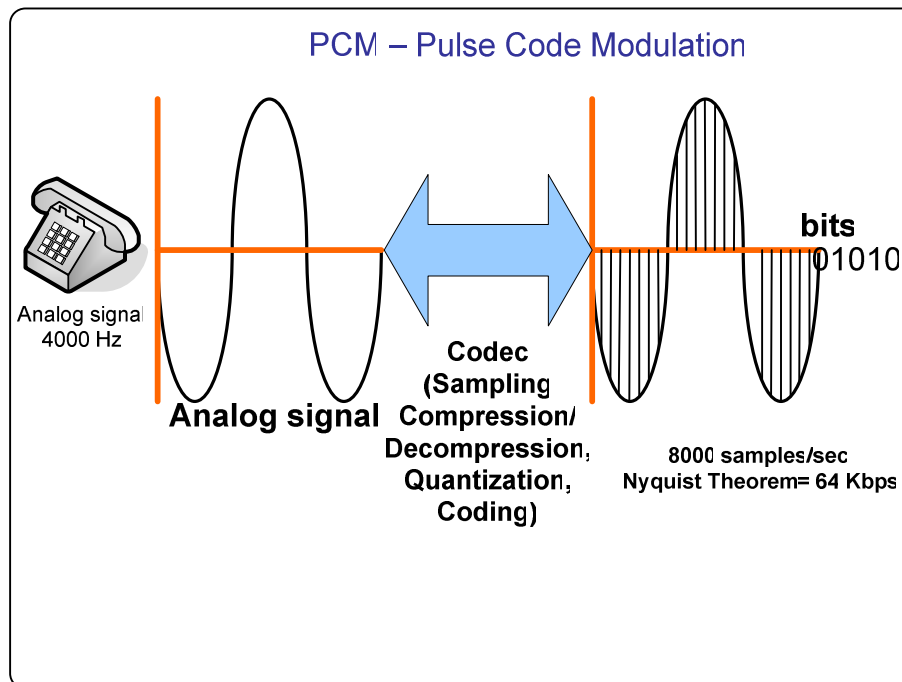 PCM – Pulse Code Modulation
Analog signal
4000 Hz
Analog signal
Codec
(Sampling
Compression/
Decompression,
Quantization,
Coding)
bits
01010
8000 samples/sec
Nyquist Theorem= 64 Kbps